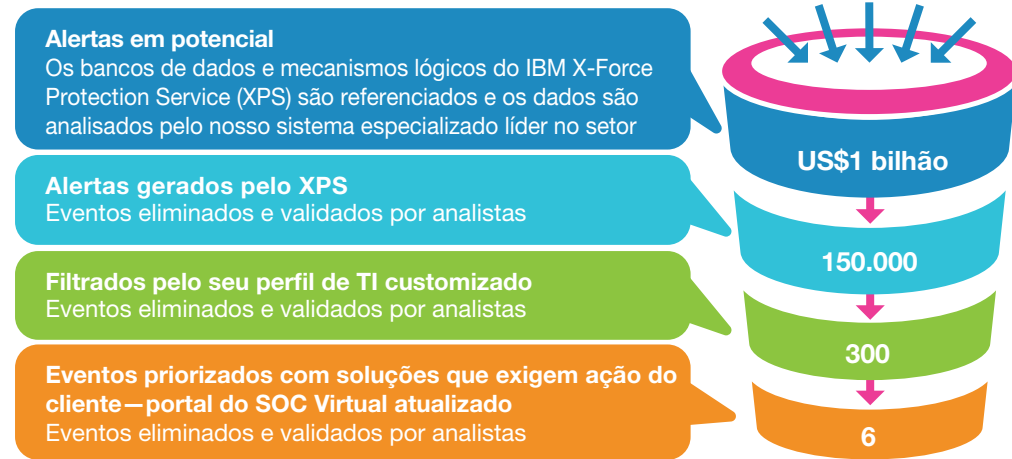 Alertas em potencial
Os bancos de dados e mecanismos lógicos do IBM X-Force
Protection Service (XPS) são referenciados e os dados são
analisados pelo nosso sistema especializado líder no setor
US$1 bilhão
Alertas gerados pelo XPS
Eventos eliminados e validados por analistas
150.000
Filtrados pelo seu perfil de TI customizado
Eventos eliminados e validados por analistas
300
Eventos priorizados com soluções que exigem ação do
cliente—portal do SOC Virtual atualizado
Eventos eliminados e validados por analistas
6